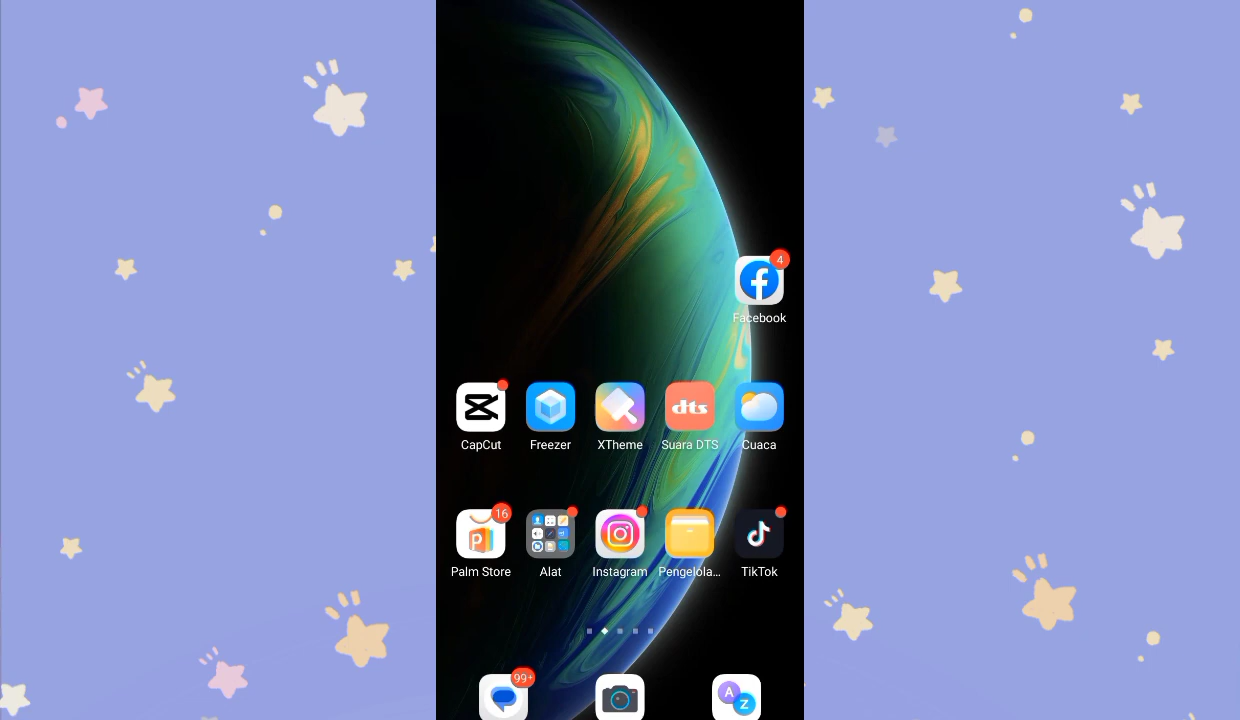 4
Facebook
CapCut
Freezer
XTheme
dts
Suara DTS
Cuaca
16
Palm Store
Alat
Instagram
Pengelola...
TikTok
99+
A
Z